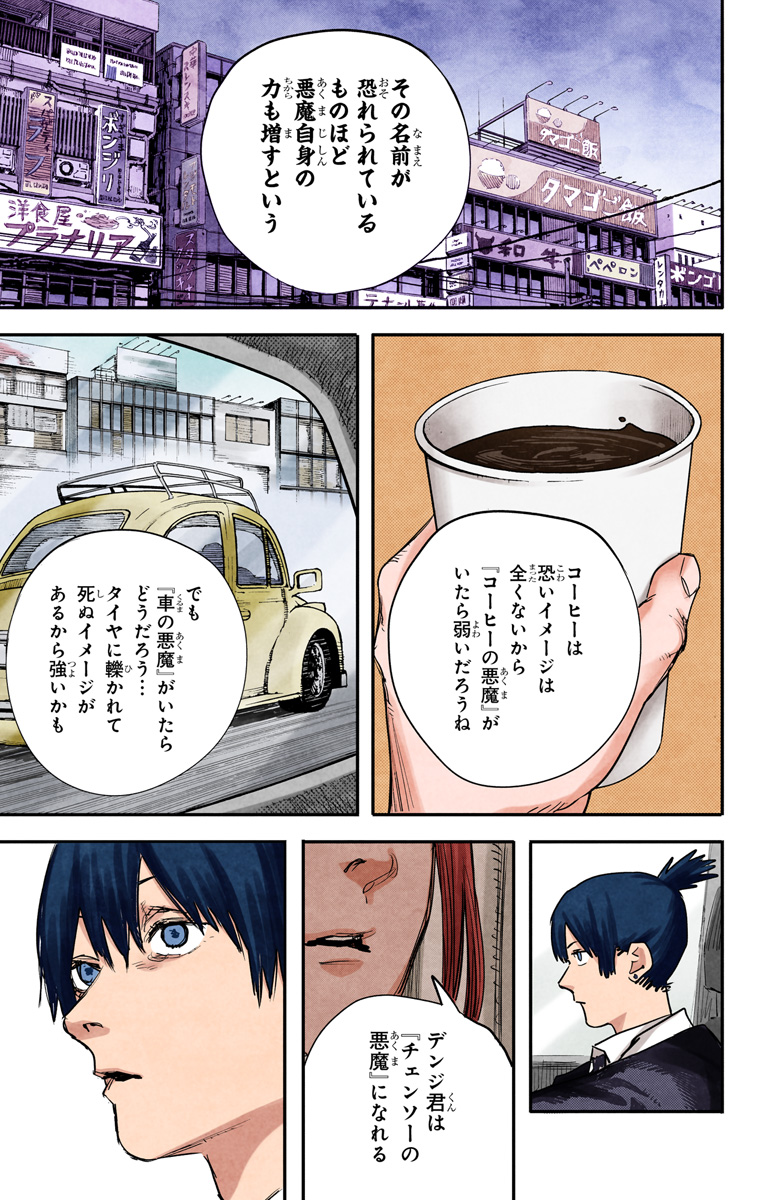 その名前が
恐れられている
ものほど
悪魔自身の
力も増すという
タマゴ飯
タマゴ飯
和牛
ペペロン
レンタカー
ボンゴ
ボンジリ
洋食屋
プラナリア
コーヒーは
恐いイメージは
全くないから
『コーヒーの悪魔』が
いたら弱いだろうね
でも
『車の悪魔』がいたら
どうだろう…
タイヤに轢かれて
死ぬイメージが
あるから強いかも
デンジ君は
『チェンソーの
悪魔』になれる